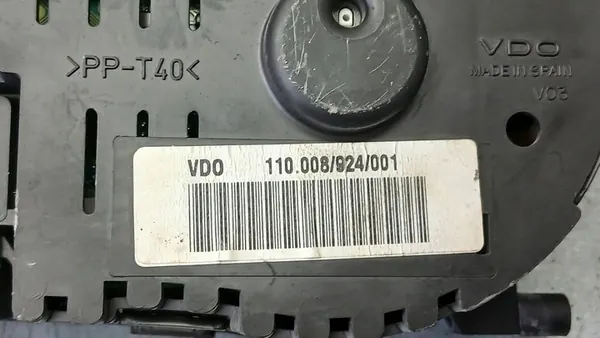 >PP-T40<
VDO
MADE IN SPAIN
V03
VDO 110.008/924/001